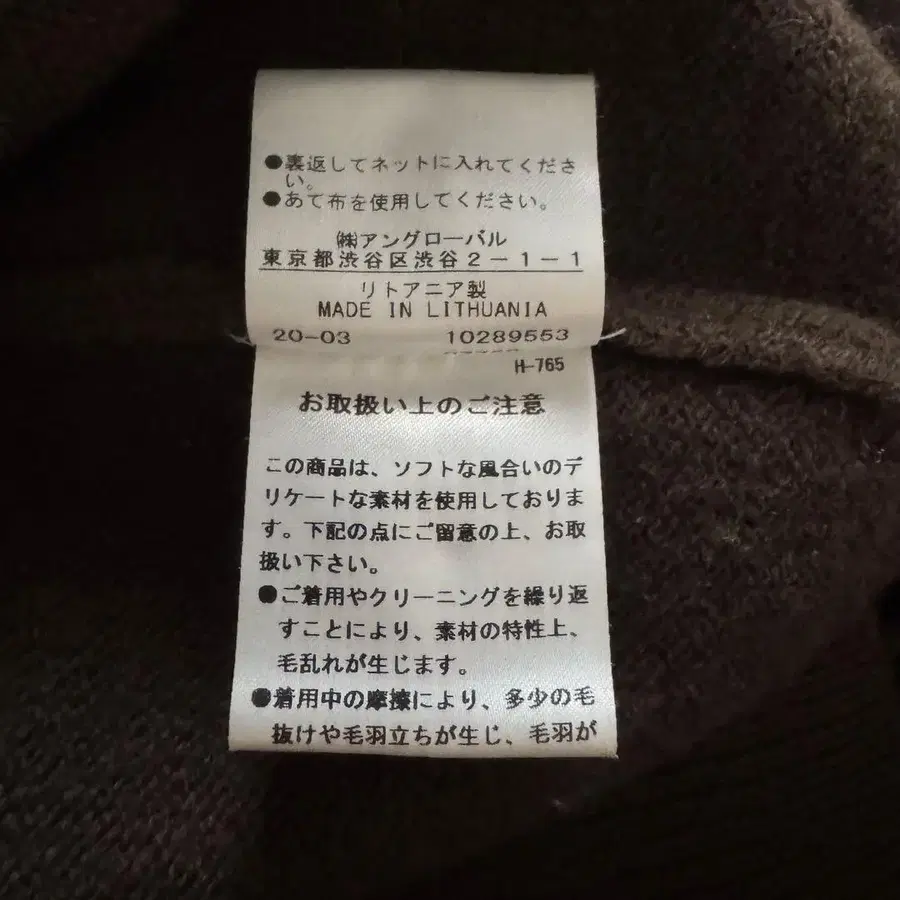 ●裏返してネットに入れてくださ
い。
●あて布を使用してください。
㈱アングローバル
東京都渋谷区渋谷2-1-1
リトアニア製
MADE IN LITHUANIA
20-03 10289553
H-765
お取扱い上のご注意
この商品は、ソフトな風合いのデ
リケートな素材を使用しておりま
す。下記の点にご留意の上、お取
扱い下さい。
●ご着用やクリーニングを繰り返
すことにより、素材の特性上、
毛乱れが生じます。
●着用中の摩擦により、多少の毛
抜けや毛羽立ちが生じ、毛羽が